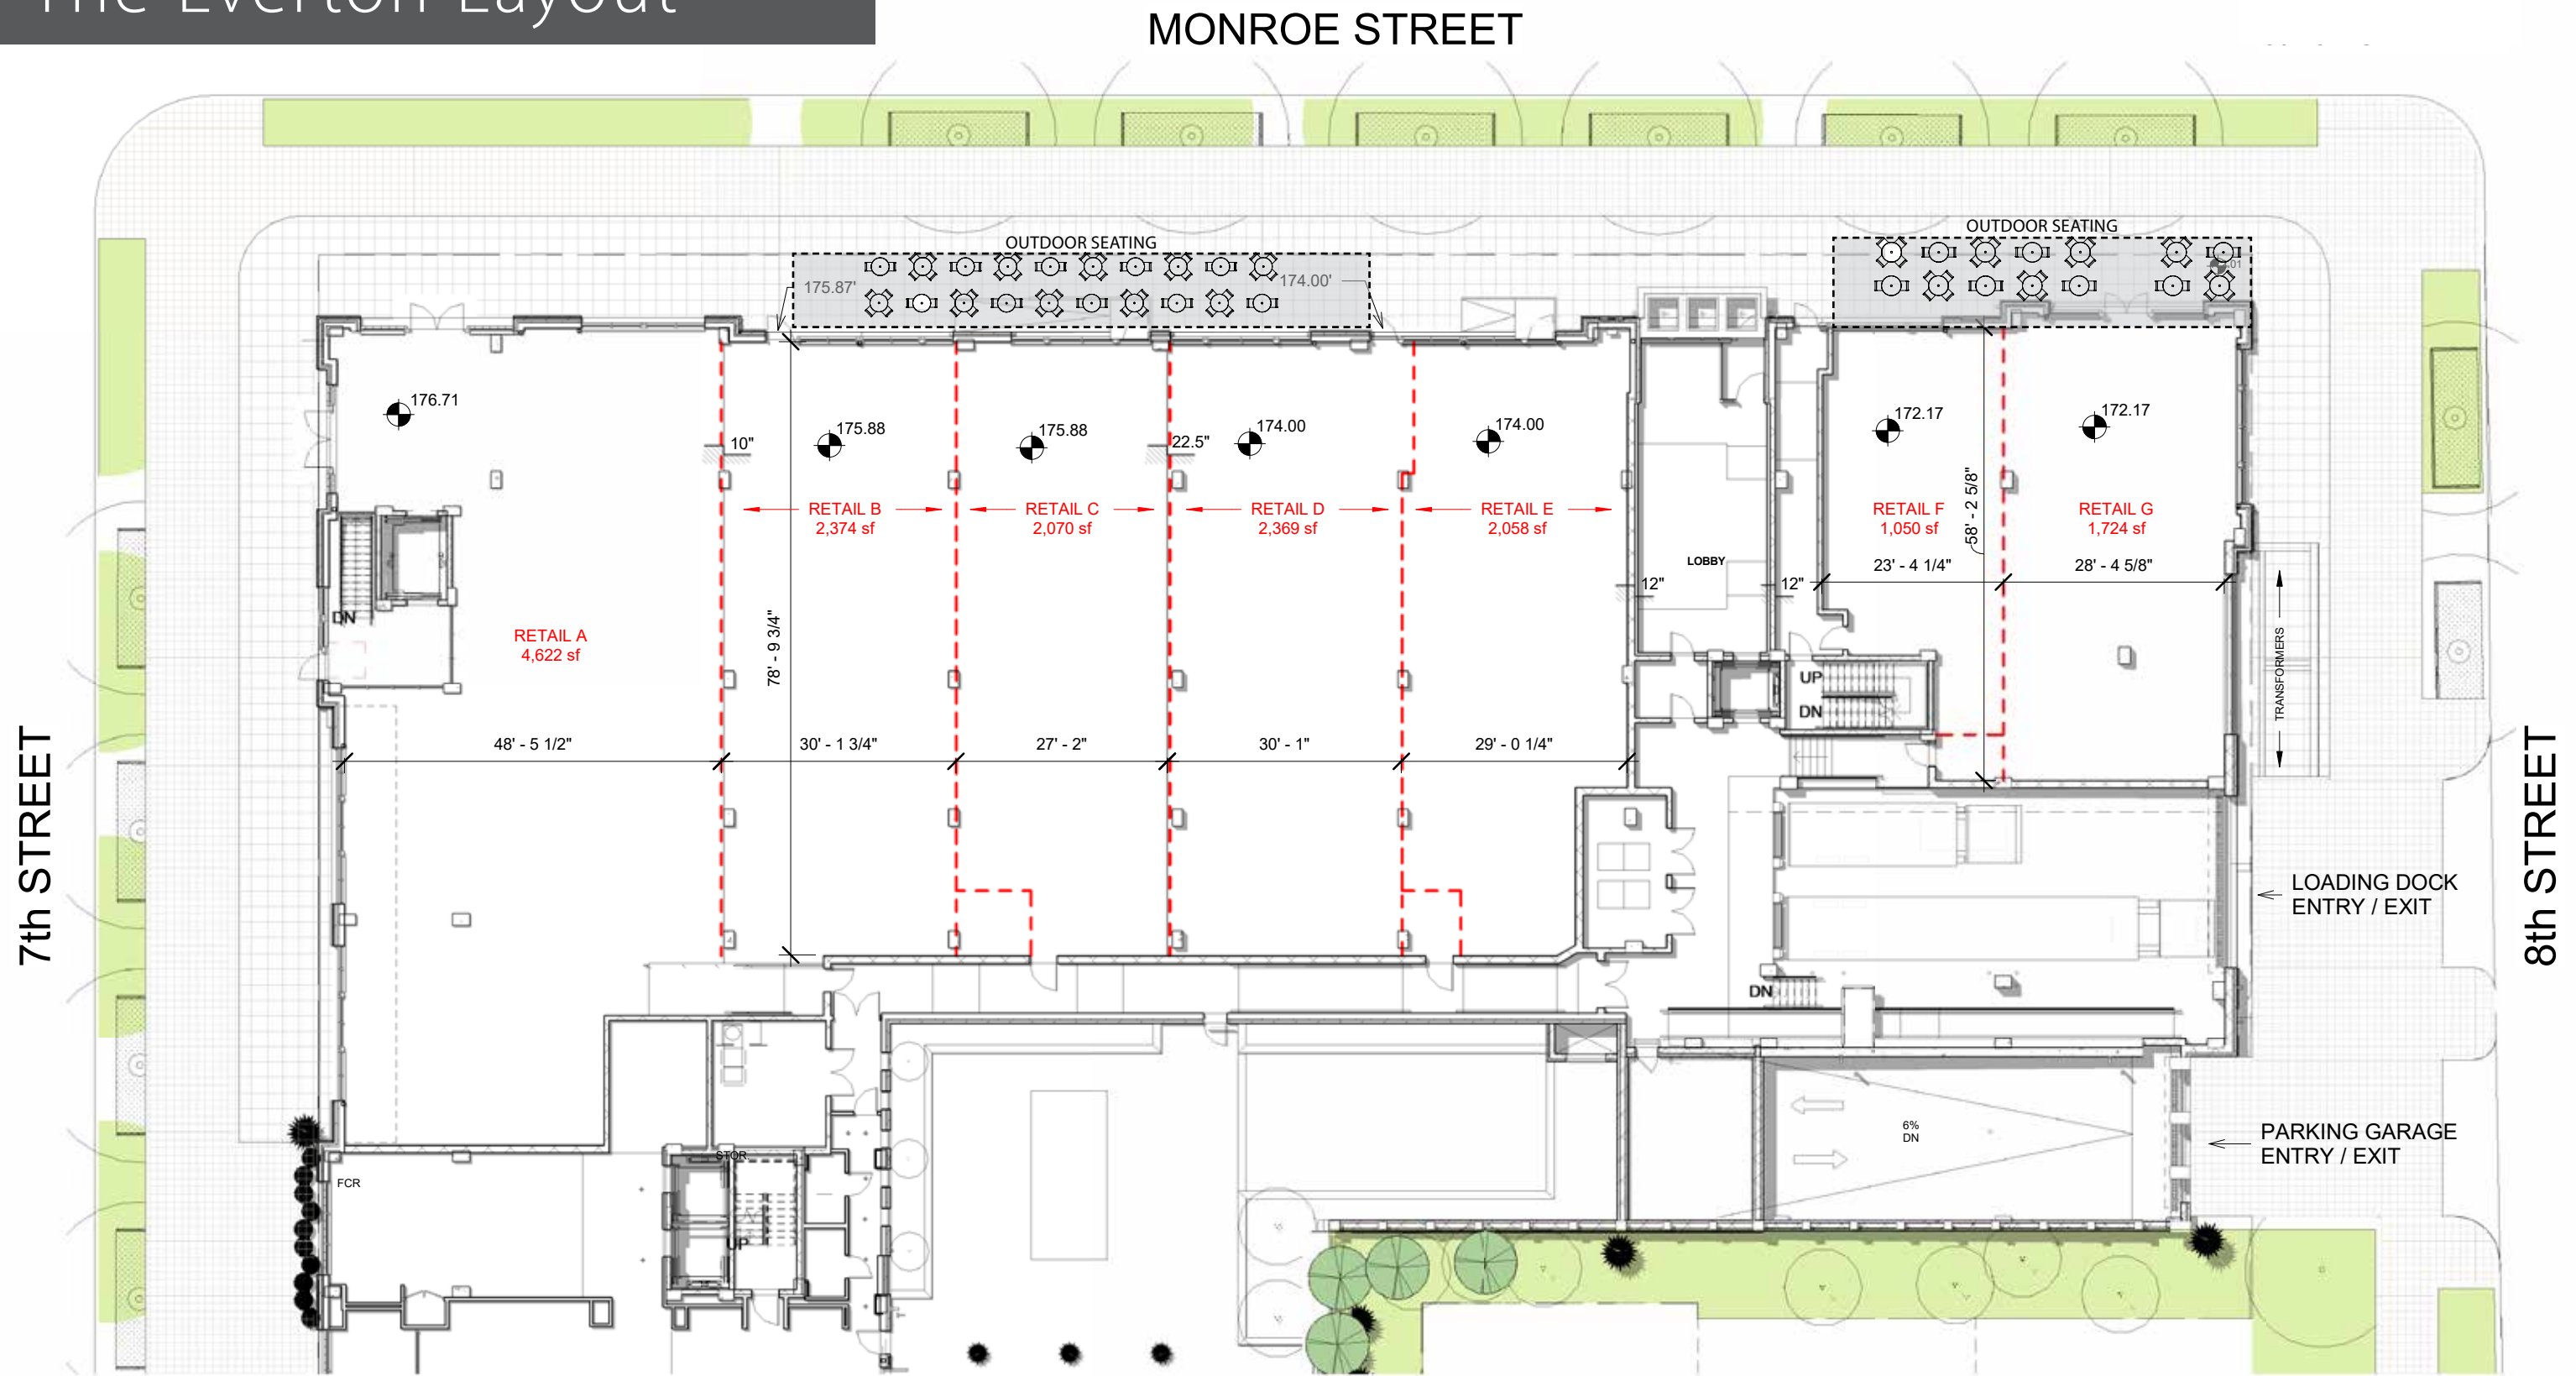 The Everton Layout
MONROE STREET
OUTDOOR SEATING
OUTDOOR SEATING
175.87'
174.00'
176.71
175.88
175.88
174.00
174.00
172.17
172.17
10"
22.5"
RETAIL B
2,374 sf
RETAIL C
2,070 sf
RETAIL D
2,369 sf
RETAIL E
2,058 sf
RETAIL F
1,050 sf
RETAIL G
1,724 sf
58' - 2 5/8"
LOBBY
23' - 4 1/4"
28' - 4 5/8"
12"
12"
DN
RETAIL A
4,622 sf
78' - 9 3/4"
TRANSFORMERS
UP
DN
48' - 5 1/2"
30' - 1 3/4"
27' - 2"
30' - 1"
29' - 0 1/4"
7th STREET
8th STREET
LOADING DOCK
ENTRY / EXIT
DN
6%
DN
PARKING GARAGE
ENTRY / EXIT
STOR.
FCR
UP